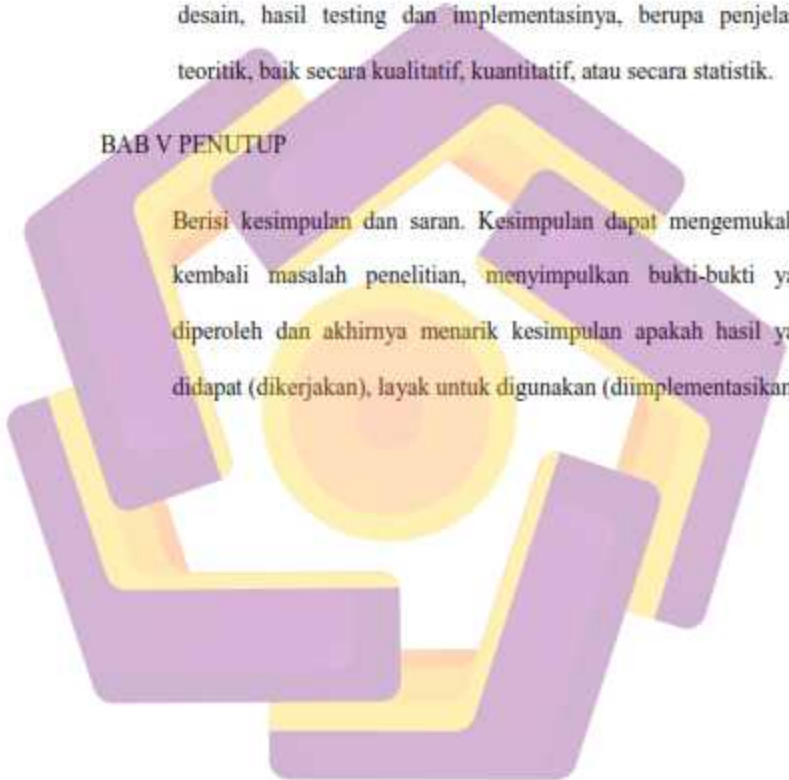 desain, hasil testing dan implementasinya, berupa penjela
teoritik, baik secara kualitatif, kuantitatif, atau secara statistik.
BAB V PENUTUP
Berisi kesimpulan dan saran. Kesimpulan dapat mengemukal
kembali masalah penelitian, menyimpulkan bukti-bukti ya
diperoleh dan akhirnya menarik kesimpulan apakah hasil ya
didapat (dikerjakan), layak untuk digunakan (diimplementasikan